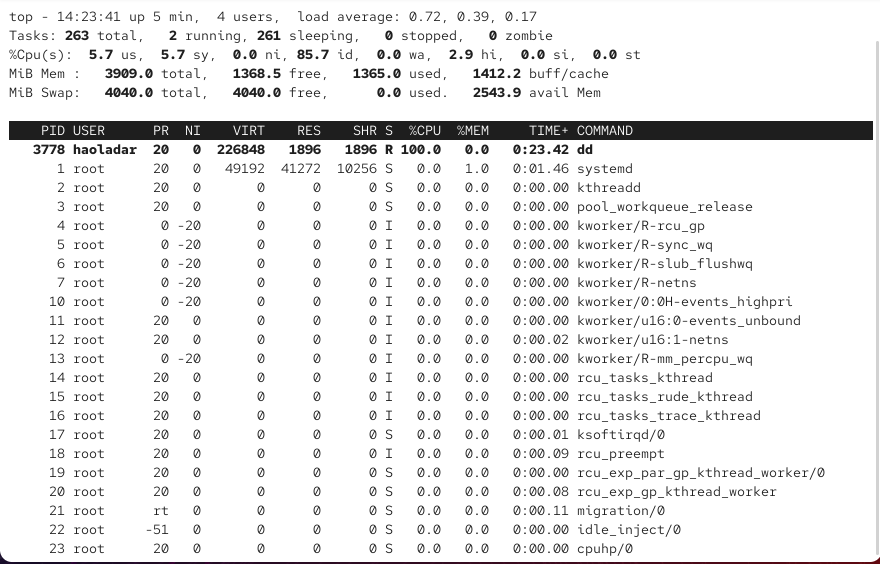 top - 14:23:41 up 5 min,  4 users,  load average: 0.72, 0.39, 0.17
Tasks: 263 total,   2 running, 261 sleeping,   0 stopped,   0 zombie
%Cpu(s):  5.7 us,  5.7 sy,  0.0 ni, 85.7 id,  0.0 wa,  2.9 hi,  0.0 si,  0.0 st
MiB Mem :   3909.0 total,   1368.5 free,   1365.0 used,   1412.2 buff/cache
MiB Swap:   4040.0 total,   4040.0 free,      0.0 used.   2543.9 avail Mem
PID USER      PR  NI    VIRT    RES    SHR S  %CPU  %MEM     TIME+ COMMAND
3778 haoladar  20   0  226848   1896   1896 R 100.0   0.0   0:23.42 dd
1 root      20   0   49192  41272  10256 S   0.0   1.0   0:01.46 systemd
2 root      20   0       0      0      0 S   0.0   0.0   0:00.00 kthreadd
3 root      20   0       0      0      0 S   0.0   0.0   0:00.00 pool_workqueue_release
4 root       0 -20       0      0      0 I   0.0   0.0   0:00.00 kworker/R-rcu_gp
5 root       0 -20       0      0      0 I   0.0   0.0   0:00.00 kworker/R-sync_wq
6 root       0 -20       0      0      0 I   0.0   0.0   0:00.00 kworker/R-slub_flushwq
7 root       0 -20       0      0      0 I   0.0   0.0   0:00.00 kworker/R-netns
10 root       0 -20       0      0      0 I   0.0   0.0   0:00.00 kworker/0:0H-events_highpri
11 root      20   0       0      0      0 I   0.0   0.0   0:00.00 kworker/u16:0-events_unbound
12 root      20   0       0      0      0 I   0.0   0.0   0:00.02 kworker/u16:1-netns
13 root       0 -20       0      0      0 I   0.0   0.0   0:00.00 kworker/R-mm_percpu_wq
14 root      20   0       0      0      0 I   0.0   0.0   0:00.00 rcu_tasks_kthread
15 root      20   0       0      0      0 I   0.0   0.0   0:00.00 rcu_tasks_rude_kthread
16 root      20   0       0      0      0 I   0.0   0.0   0:00.00 rcu_tasks_trace_kthread
17 root      20   0       0      0      0 S   0.0   0.0   0:00.01 ksoftirqd/0
18 root      20   0       0      0      0 I   0.0   0.0   0:00.09 rcu_preempt
19 root      20   0       0      0      0 S   0.0   0.0   0:00.00 rcu_exp_par_gp_kthread_worker/0
20 root      20   0       0      0      0 S   0.0   0.0   0:00.08 rcu_exp_gp_kthread_worker
21 root      rt   0       0      0      0 S   0.0   0.0   0:00.11 migration/0
22 root     -51   0       0      0      0 S   0.0   0.0   0:00.00 idle_inject/0
23 root      20   0       0      0      0 S   0.0   0.0   0:00.00 cpuhp/0